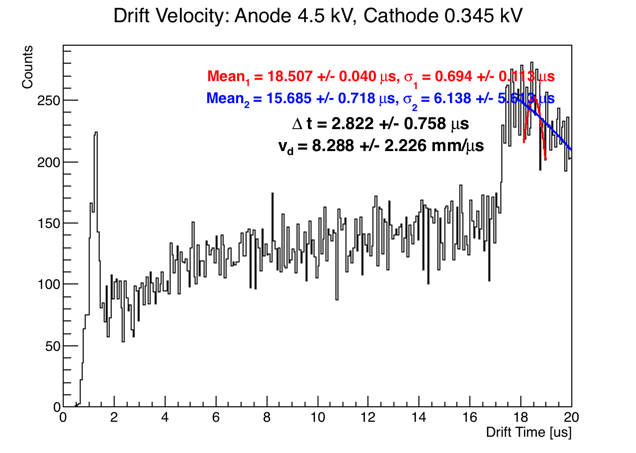 Drift Velocity: Anode 4.5 kV, Cathode 0.345 kV
Counts
Mean1 = 18.507 +/- 0.040 μs, σ1 = 0.694 +/- 0.113 μs
Mean2 = 15.685 +/- 0.718 μs, σ2 = 6.138 +/- μs
Δ t = 2.822 +/- 0.758 μs
vd = 8.288 +/- 2.226 mm/μs
250
200
150
100
50
0
0 2 4 6 8 10 12 14 16 18 20
Drift Time [us]